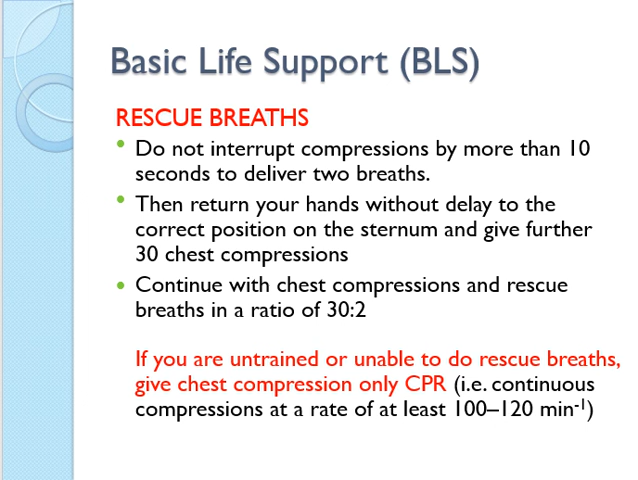 Basic Life Support (BLS)
RESCUE BREATHS
• Do not interrupt compressions by more than 10
seconds to deliver two breaths.
• Then return your hands without delay to the
correct position on the sternum and give further
30 chest compressions
• Continue with chest compressions and rescue
breaths in a ratio of 30:2
If you are untrained or unable to do rescue breaths,
give chest compression only CPR (i.e. continuous
compressions at a rate of at least 100–120 min⁻¹)